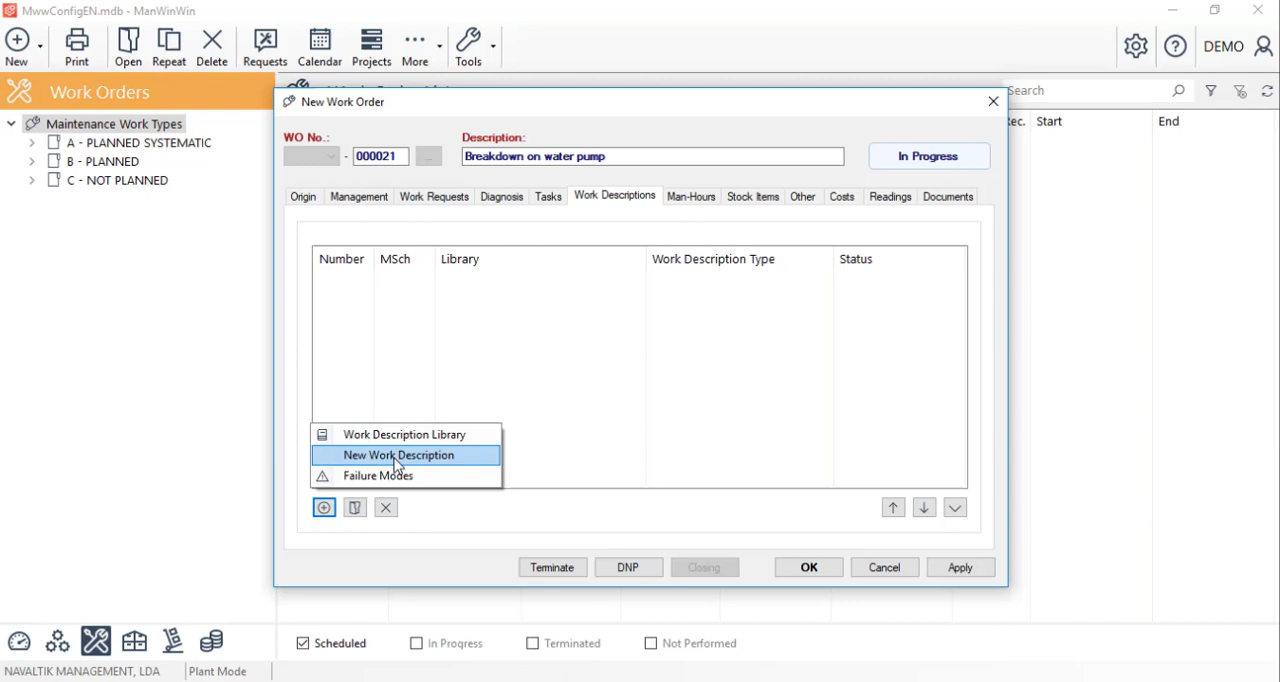 MwwConfigEN.mdb - ManWinWin
New Print Open Repeat Delete Requests Calendar Projects More Tools DEMO
Work Orders
Search
Maintenance Work Types
A - PLANNED SYSTEMATIC
B - PLANNED
C - NOT PLANNED
Rec. Start End
New Work Order
WO No.: Description:
- 000021 ... Breakdown on water pump In Progress
Origin Management Work Requests Diagnosis Tasks Work Descriptions Man-Hours Stock Items Other Costs Readings Documents
Number MSch Library Work Description Type Status
Work Description Library
New Work Description
Failure Modes
Terminate DNP Closing OK Cancel Apply
Scheduled In Progress Terminated Not Performed
NAVALTIK MANAGEMENT, LDA Plant Mode